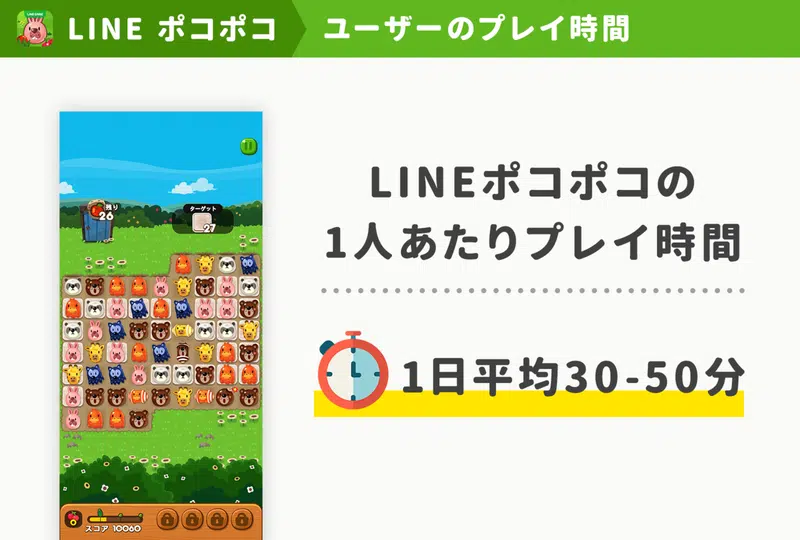 LINE ポコポコ
ユーザーのプレイ時間
残り
26
ターゲット
27
LINEポコポコの
1人あたりプレイ時間
1日平均30-50分
スコア 10060